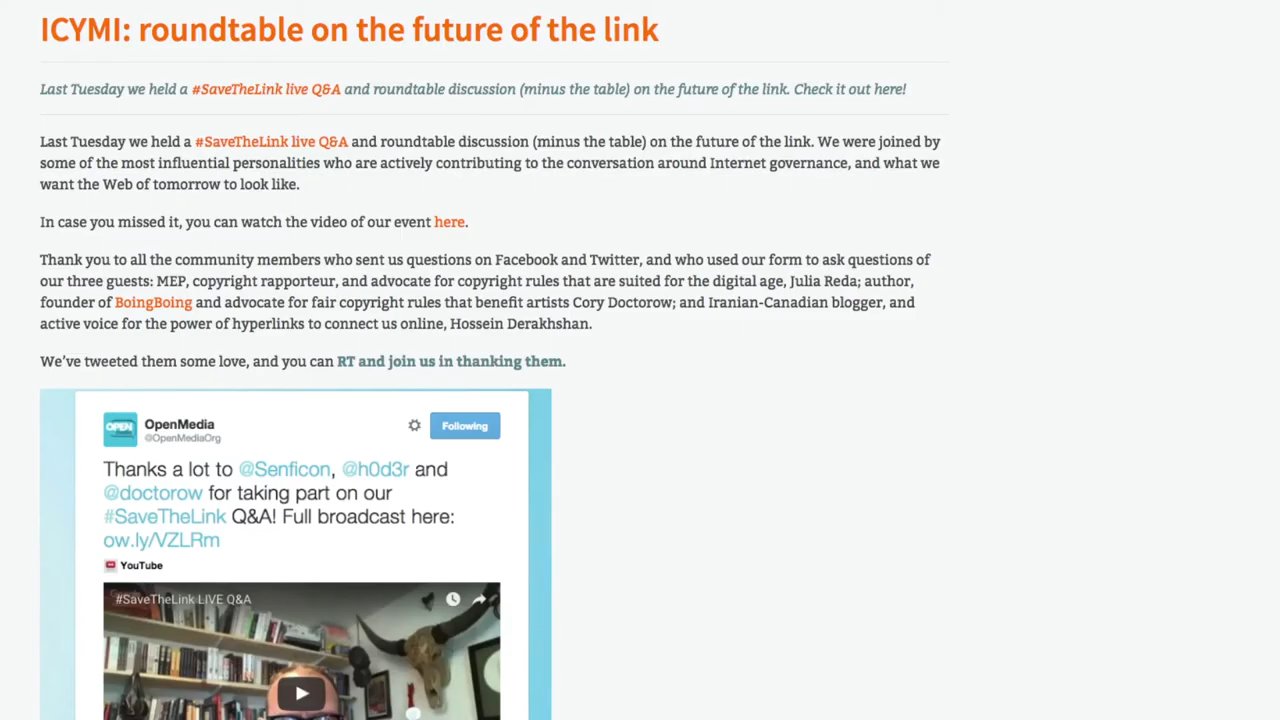 ICYMI: roundtable on the future of the link
Last Tuesday we held a #SaveTheLink live Q&A and roundtable discussion (minus the table) on the future of the link. Check it out here!
Last Tuesday we held a #SaveTheLink live Q&A and roundtable discussion (minus the table) on the future of the link. We were joined by
some of the most influential personalities who are actively contributing to the conversation around Internet governance, and what we
want the Web of tomorrow to look like.
In case you missed it, you can watch the video of our event here.
Thank you to all the community members who sent us questions on Facebook and Twitter, and who used our form to ask questions of
our three guests: MEP, copyright rapporteur, and advocate for copyright rules that are suited for the digital age, Julia Reda; author,
founder of BoingBoing and advocate for fair copyright rules that benefit artists Cory Doctorow; and Iranian-Canadian blogger, and
active voice for the power of hyperlinks to connect us online, Hossein Derakhshan.
We've tweeted them some love, and you can RT and join us in thanking them.
OPEN
OpenMedia
@OpenMediaOrg
Following
Thanks a lot to @Senficon, @h0d3r and
@doctorow for taking part on our
#SaveTheLink Q&A! Full broadcast here:
ow.ly/VZLRm
YouTube
#SaveTheLink LIVE Q&A